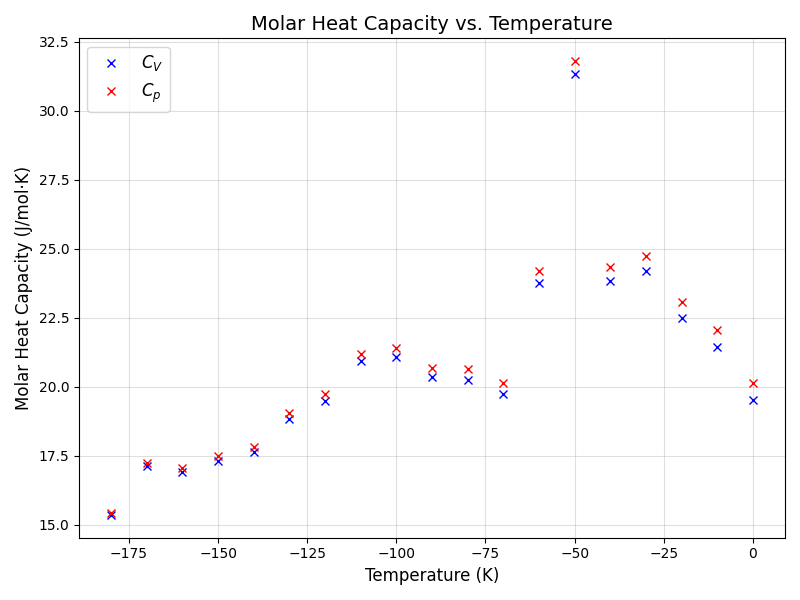 Molar Heat Capacity vs. Temperature
C_V
C_p
Molar Heat Capacity (J/mol·K)
32.5
30.0
27.5
25.0
22.5
20.0
17.5
15.0
−175 −150 −125 −100 −75 −50 −25 0
Temperature (K)